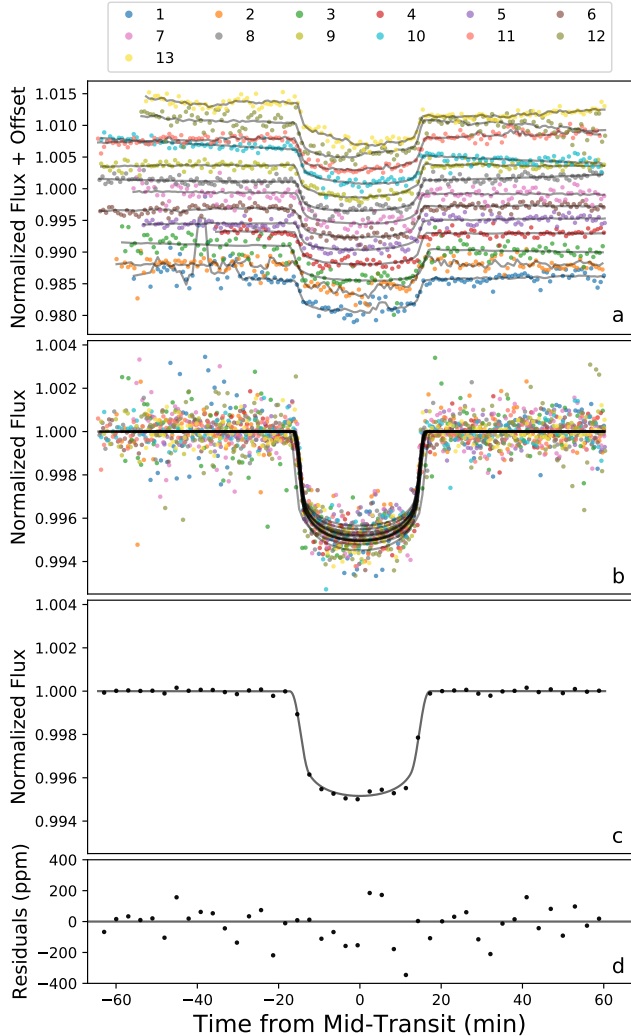 1 2 3 4 5 6
7 8 9 10 11 12
13
Normalized Flux + Offset
1.015
1.010
1.005
1.000
0.995
0.990
0.985
0.980
a
Normalized Flux
1.004
1.002
1.000
0.998
0.996
0.994
b
Normalized Flux
1.004
1.002
1.000
0.998
0.996
0.994
c
Residuals (ppm)
400
200
0
−200
−400
d
−60 −40 −20 0 20 40 60
Time from Mid-Transit (min)